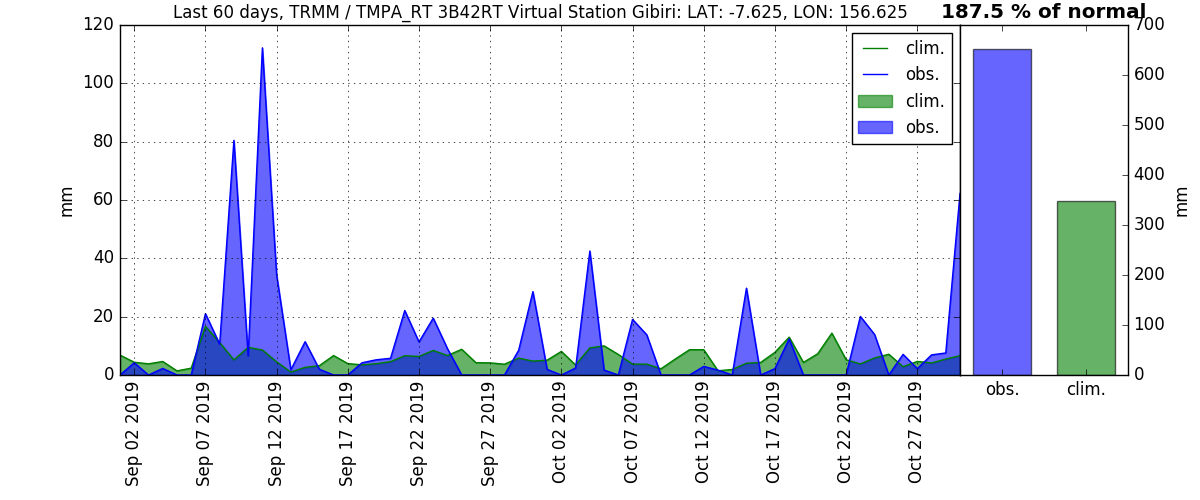 Last 60 days, TRMM / TMPA_RT 3B42RT Virtual Station Gibiri: LAT: -7.625, LON: 156.625
187.5 % of normal
120
100
80
60
40
20
0
mm
clim.
obs.
clim.
obs.
700
600
500
400
300
200
100
0
mm
Sep 02 2019
Sep 07 2019
Sep 12 2019
Sep 17 2019
Sep 22 2019
Sep 27 2019
Oct 02 2019
Oct 07 2019
Oct 12 2019
Oct 17 2019
Oct 22 2019
Oct 27 2019
obs.
clim.